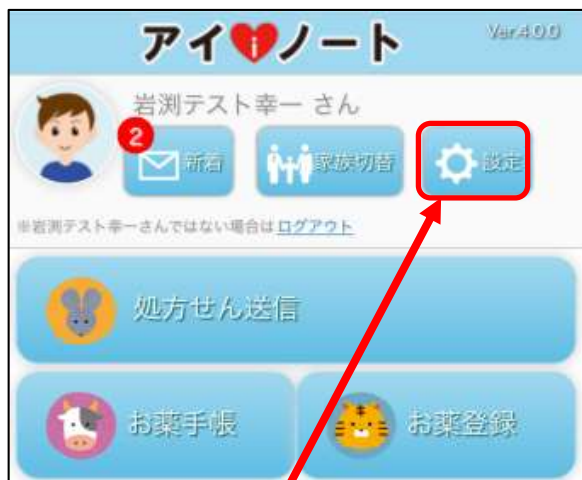 アイiノート Ver.4.0.0
岩渕テスト幸一 さん
2
新着 家族切替 設定
※岩渕テスト幸一さんではない場合はログアウト
処方せん送信
お薬手帳 お薬登録